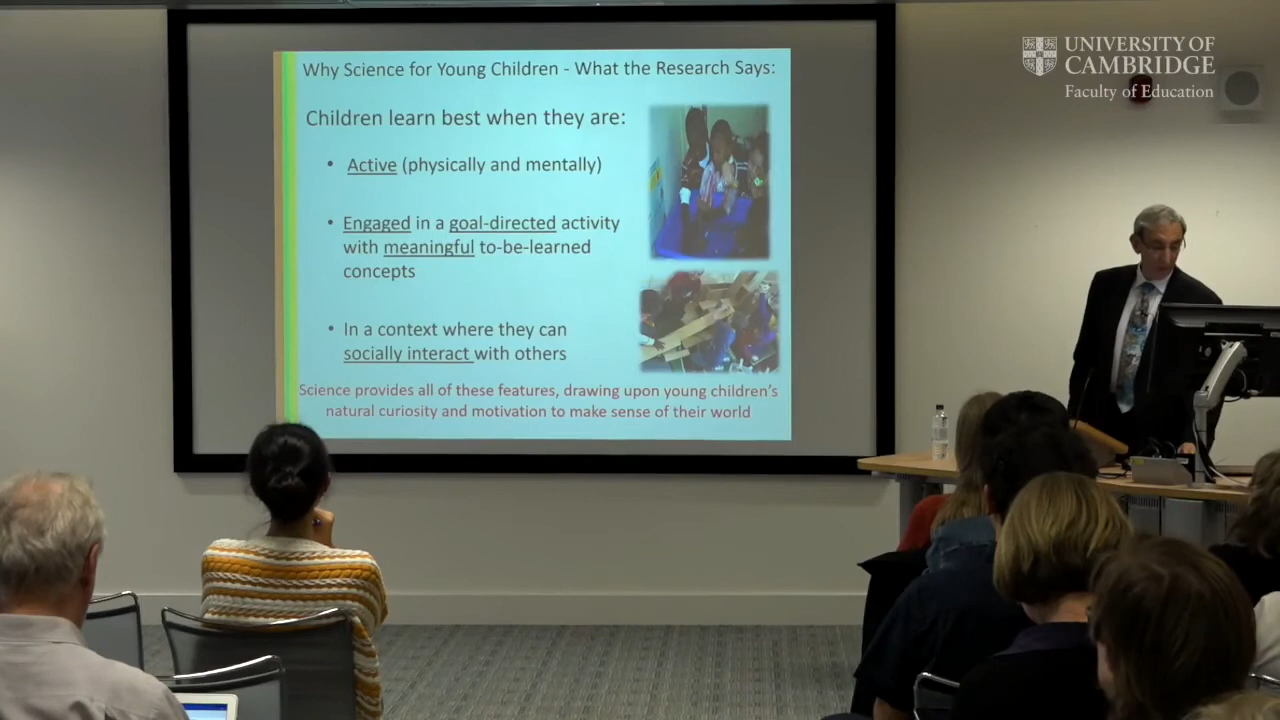 UNIVERSITY OF
CAMBRIDGE
Faculty of Education
Why Science for Young Children - What the Research Says:
Children learn best when they are:
• Active (physically and mentally)
• Engaged in a goal-directed activity
with meaningful to-be-learned
concepts
• In a context where they can
socially interact with others
Science provides all of these features, drawing upon young children's
natural curiosity and motivation to make sense of their world